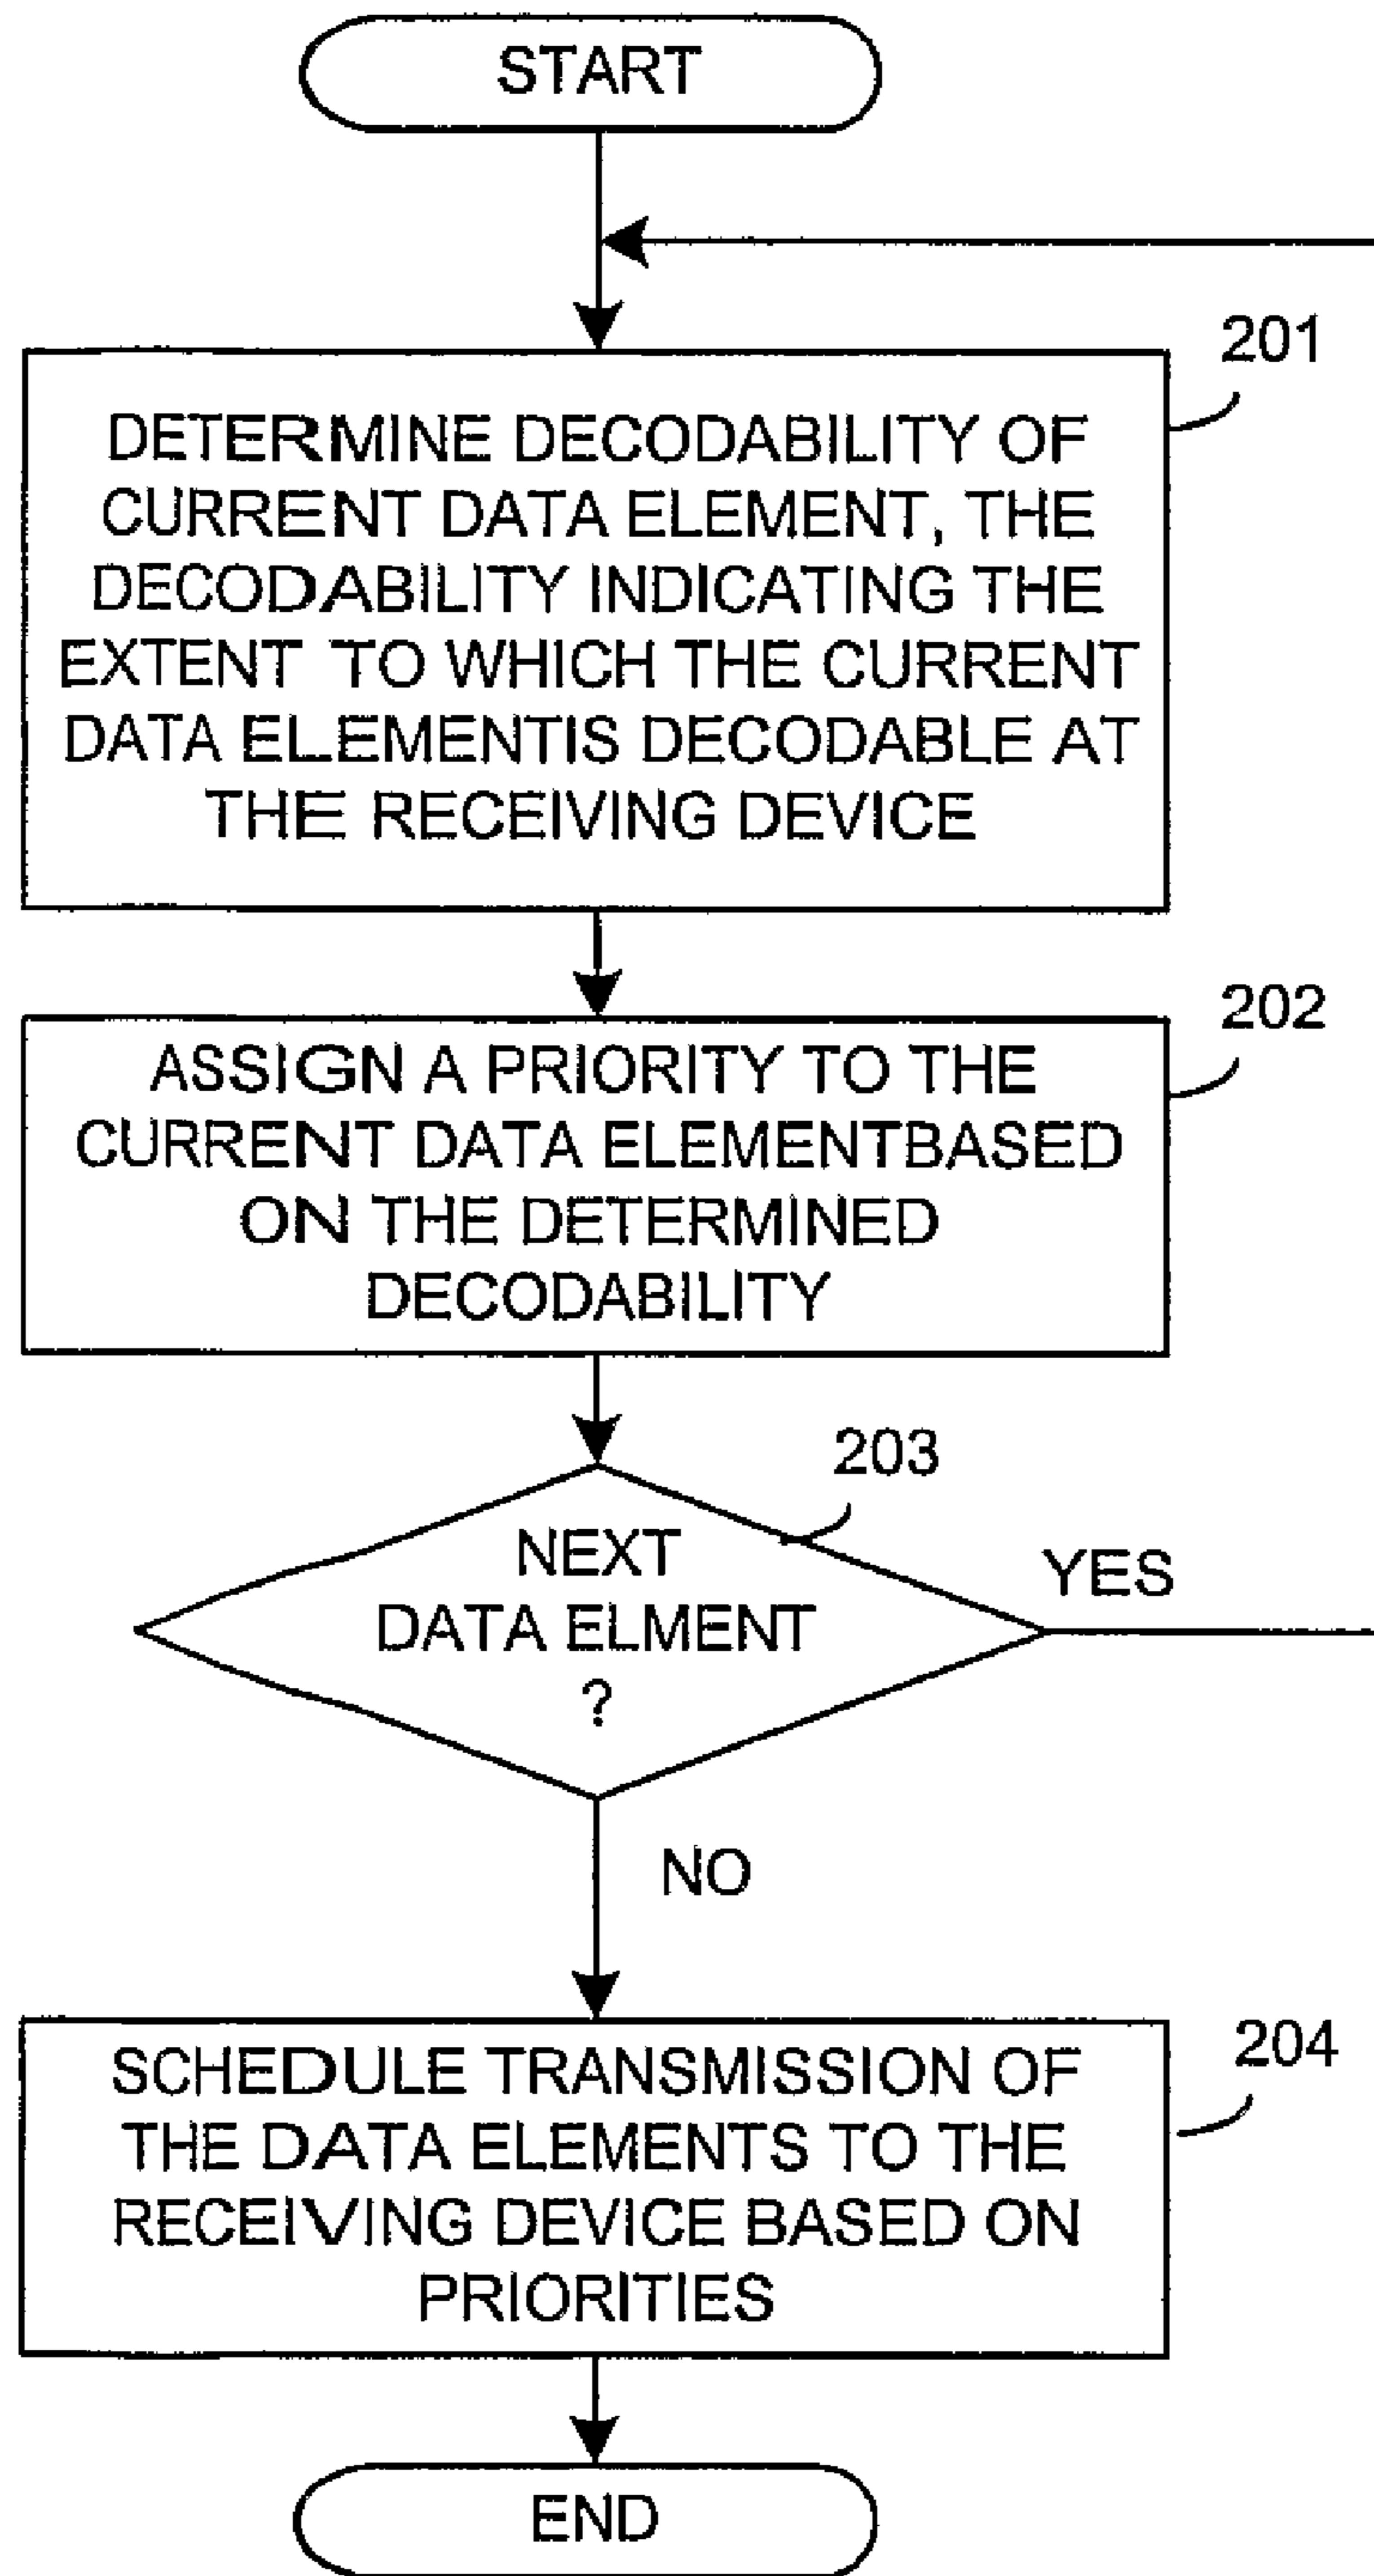 START
201
DETERMINE DECODABILITY OF
CURRENT DATA ELEMENT, THE
DECODABILITY INDICATING THE
EXTENT TO WHICH THE CURRENT
DATA ELEMENTIS DECODABLE AT
THE RECEIVING DEVICE
202
ASSIGN A PRIORITY TO THE
CURRENT DATA ELEMENTBASED
ON THE DETERMINED
DECODABILITY
203
NEXT
DATA ELMENT
?
YES
NO
204
SCHEDULE TRANSMISSION OF
THE DATA ELEMENTS TO THE
RECEIVING DEVICE BASED ON
PRIORITIES
END